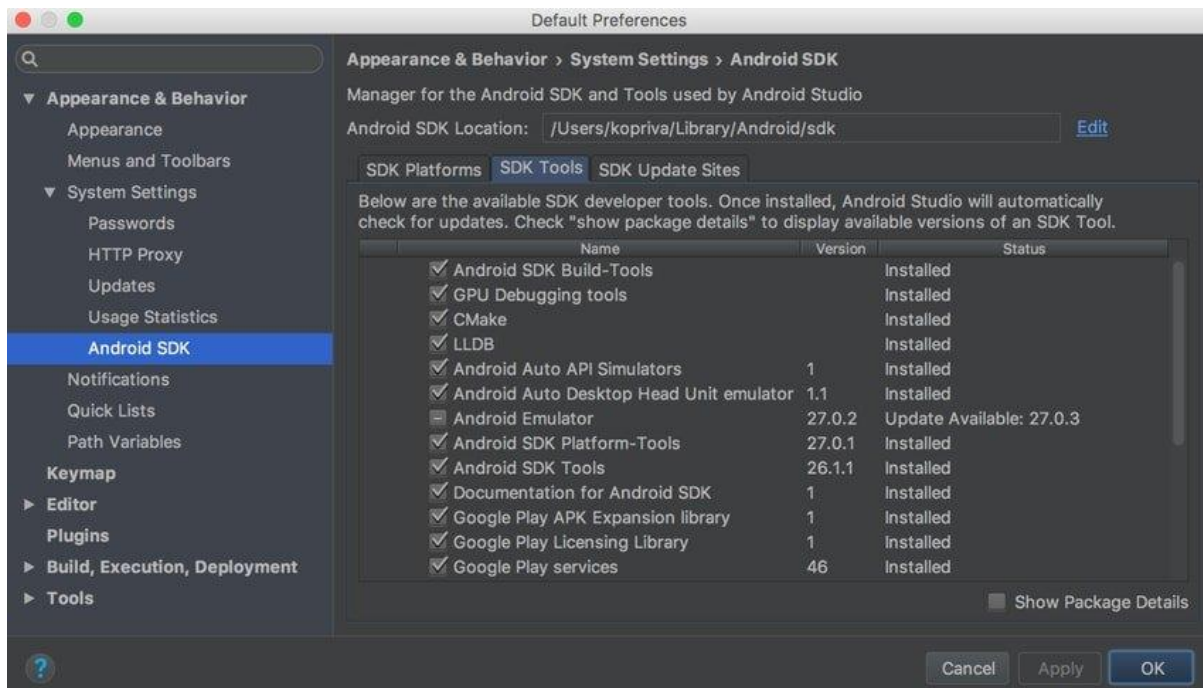 Default Preferences
Appearance & Behavior
Appearance
Menus and Toolbars
System Settings
Passwords
HTTP Proxy
Updates
Usage Statistics
Android SDK
Notifications
Quick Lists
Path Variables
Keymap
Editor
Plugins
Build, Execution, Deployment
Tools
Appearance & Behavior › System Settings › Android SDK
Manager for the Android SDK and Tools used by Android Studio
Android SDK Location: /Users/kopriva/Library/Android/sdk Edit
SDK Platforms SDK Tools SDK Update Sites
Below are the available SDK developer tools. Once installed, Android Studio will automatically
check for updates. Check "show package details" to display available versions of an SDK Tool.
Name Version Status
Android SDK Build-Tools Installed
GPU Debugging tools Installed
CMake Installed
LLDB Installed
Android Auto API Simulators 1 Installed
Android Auto Desktop Head Unit emulator 1.1 Installed
Android Emulator 27.0.2 Update Available: 27.0.3
Android SDK Platform-Tools 27.0.1 Installed
Android SDK Tools 26.1.1 Installed
Documentation for Android SDK 1 Installed
Google Play APK Expansion library 1 Installed
Google Play Licensing Library 1 Installed
Google Play services 46 Installed
Show Package Details
? Cancel Apply OK